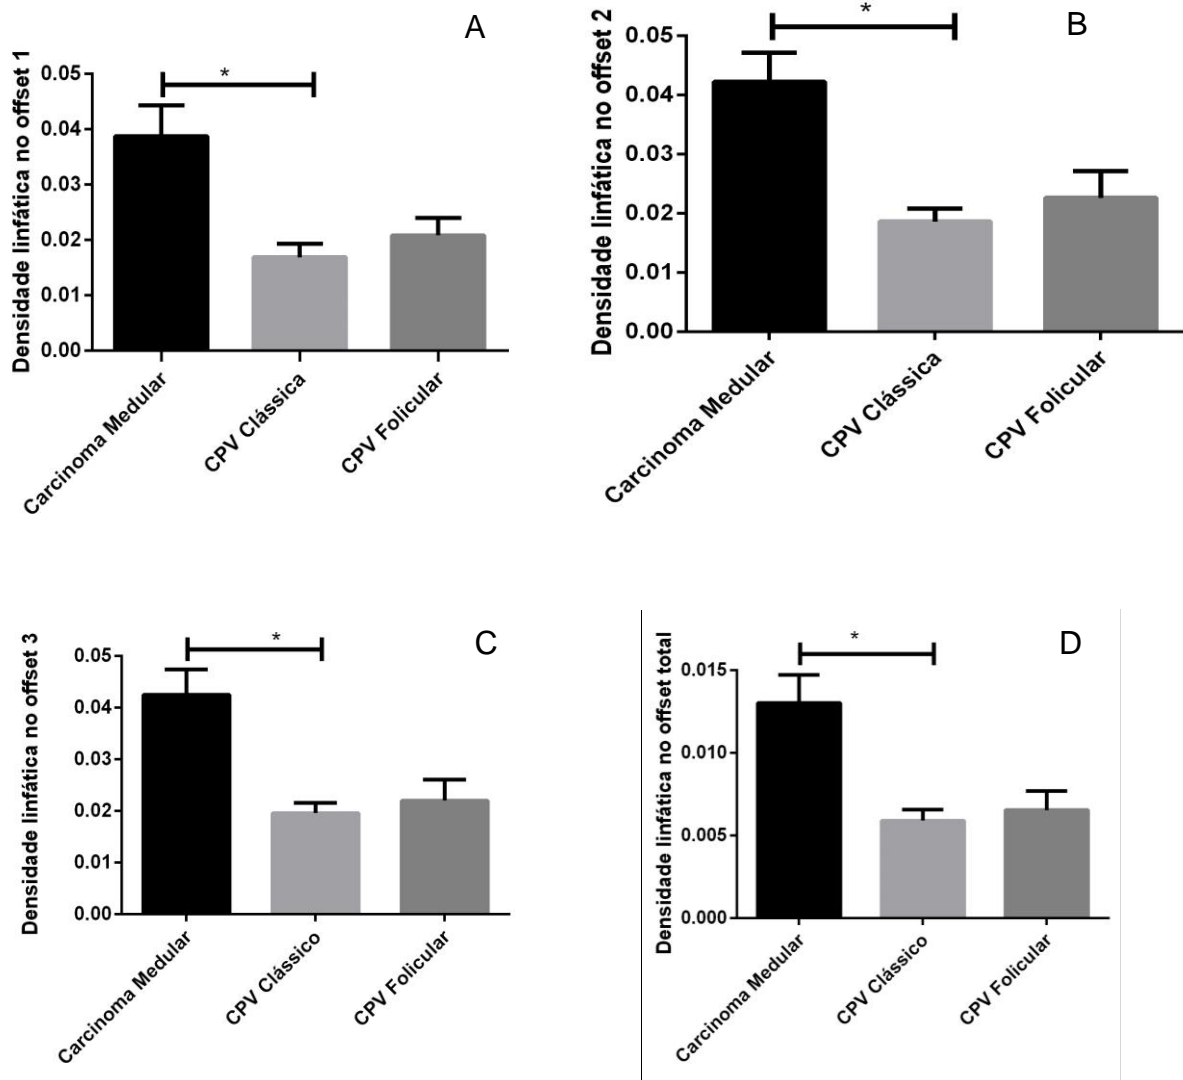 A
Densidade linfática no offset 1
*
0.05
0.04
0.03
0.02
0.01
0.00
Carcinoma Medular
CPV Clássica
CPV Folicular
B
Densidade linfática no offset 2
*
0.05
0.04
0.03
0.02
0.01
0.00
Carcinoma Medular
CPV Clássica
CPV Folicular
C
Densidade linfática no offset 3
*
0.05
0.04
0.03
0.02
0.01
0.00
Carcinoma Medular
CPV Clássico
CPV Folicular
D
Densidade linfática no offset total
*
0.015
0.010
0.005
0.000
Carcinoma Medular
CPV Clássico
CPV Folicular